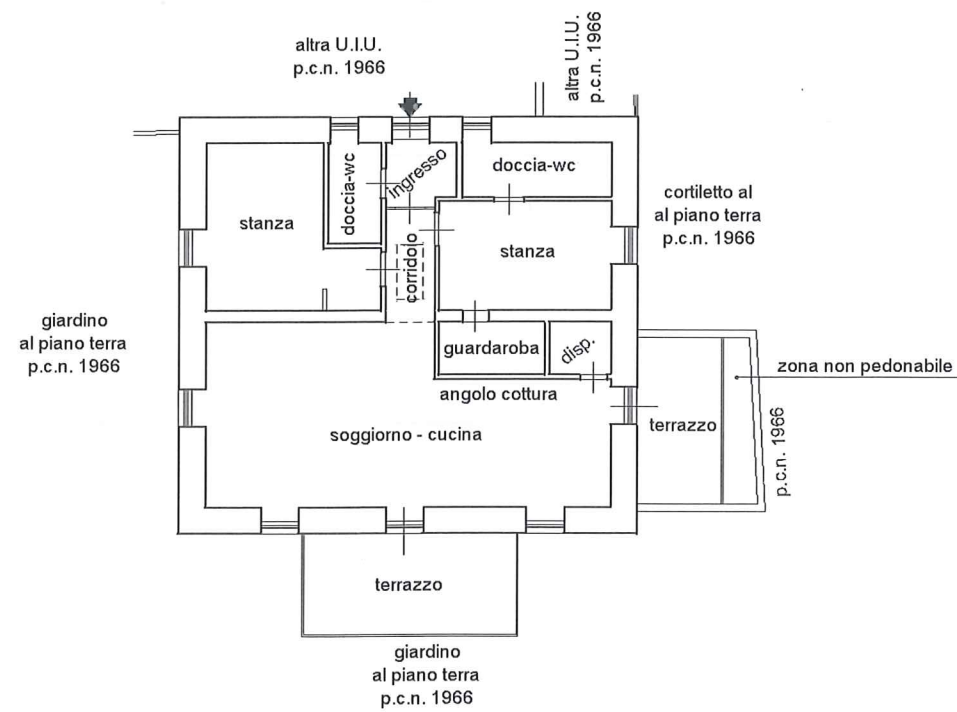 altra U.I.U.
p.c.n. 1966
altra U.I.U.
p.c.n. 1966
doccia-wc
ingresso
doccia-wc
stanza
corridoio
stanza
cortiletto al
al piano terra
p.c.n. 1966
giardino
al piano terra
p.c.n. 1966
guardaroba
disp.
angolo cottura
soggiorno - cucina
terrazzo
zona non pedonabile
p.c.n. 1966
terrazzo
giardino
al piano terra
p.c.n. 1966